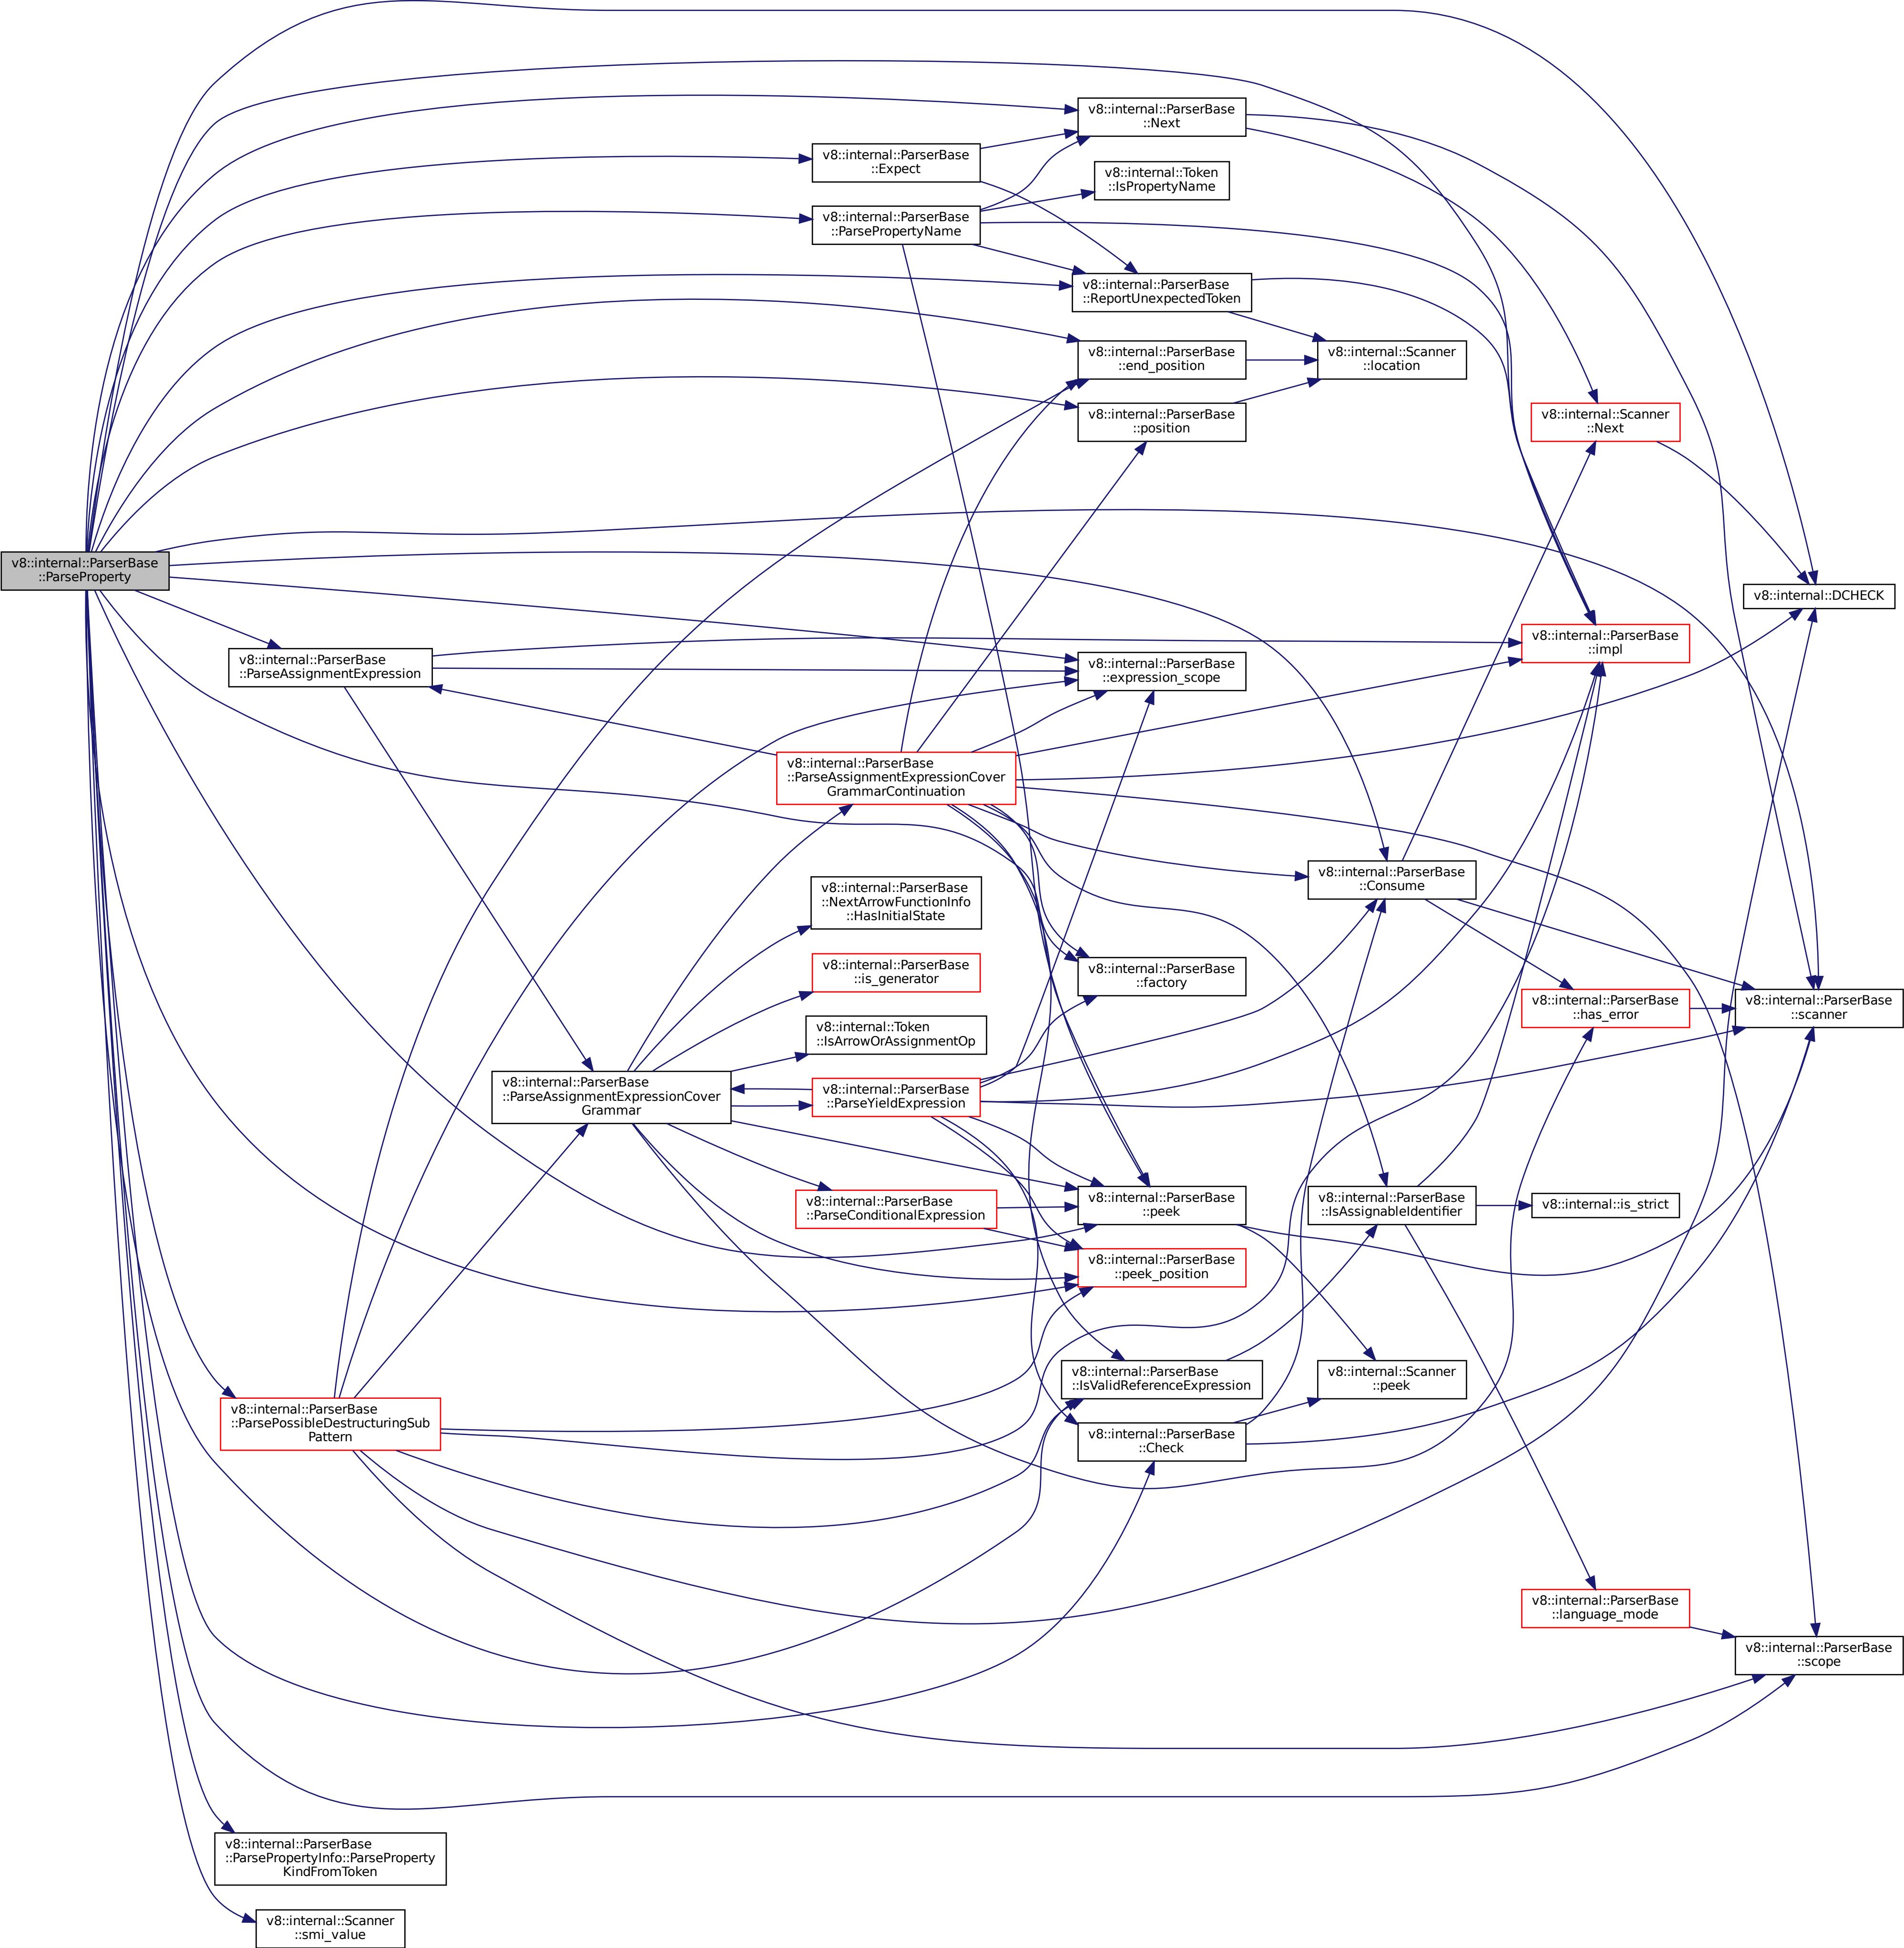 v8::internal::ParserBase
::ParseProperty
v8::internal::ParserBase
::Next
v8::internal::ParserBase
::Expect
v8::internal::Token
::IsPropertyName
v8::internal::ParserBase
::ParsePropertyName
v8::internal::ParserBase
::ReportUnexpectedToken
v8::internal::ParserBase
::end_position
v8::internal::Scanner
::location
v8::internal::ParserBase
::position
v8::internal::Scanner
::Next
v8::internal::DCHECK
v8::internal::ParserBase
::impl
v8::internal::ParserBase
::ParseAssignmentExpression
v8::internal::ParserBase
::expression_scope
v8::internal::ParserBase
::ParseAssignmentExpressionCover
GrammarContinuation
v8::internal::ParserBase
::Consume
v8::internal::ParserBase
::NextArrowFunctionInfo
::HasInitialState
v8::internal::ParserBase
::is_generator
v8::internal::ParserBase
::factory
v8::internal::ParserBase
::has_error
v8::internal::ParserBase
::scanner
v8::internal::Token
::IsArrowOrAssignmentOp
v8::internal::ParserBase
::ParseAssignmentExpressionCover
Grammar
v8::internal::ParserBase
::ParseYieldExpression
v8::internal::ParserBase
::ParseConditionalExpression
v8::internal::ParserBase
::peek
v8::internal::ParserBase
::IsAssignableIdentifier
v8::internal::is_strict
v8::internal::ParserBase
::peek_position
v8::internal::ParserBase
::IsValidReferenceExpression
v8::internal::Scanner
::peek
v8::internal::ParserBase
::ParsePossibleDestructuringSub
Pattern
v8::internal::ParserBase
::Check
v8::internal::ParserBase
::language_mode
v8::internal::ParserBase
::scope
v8::internal::ParserBase
::ParsePropertyInfo::ParseProperty
KindFromToken
v8::internal::Scanner
::smi_value